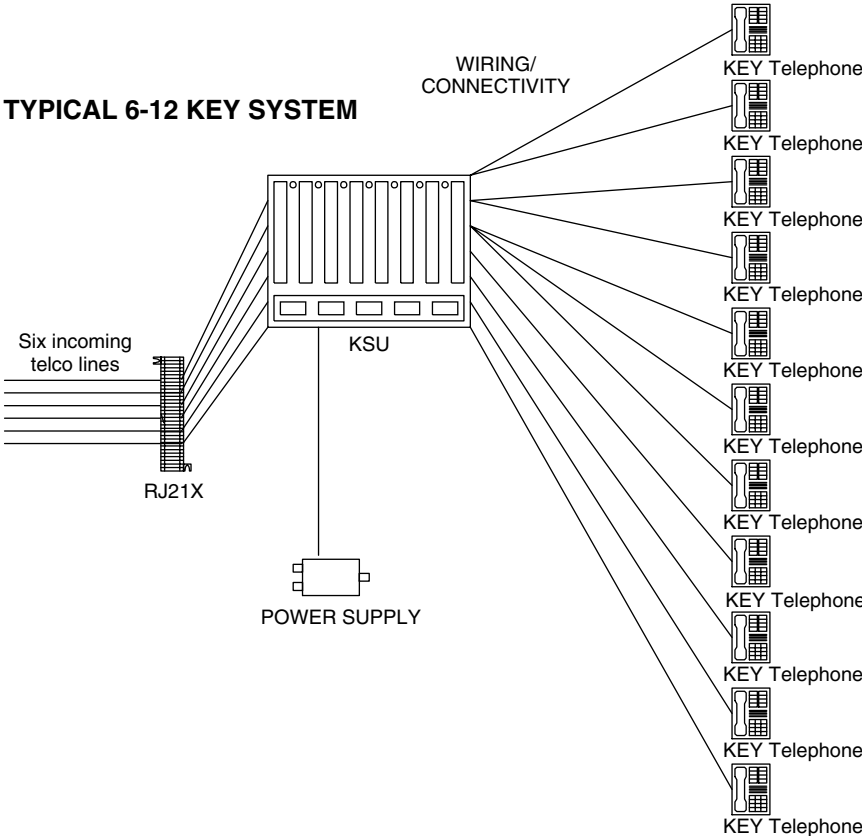 WIRING/
CONNECTIVITY
TYPICAL 6-12 KEY SYSTEM
Six incoming
telco lines
RJ21X
KSU
POWER SUPPLY
KEY Telephone
KEY Telephone
KEY Telephone
KEY Telephone
KEY Telephone
KEY Telephone
KEY Telephone
KEY Telephone
KEY Telephone
KEY Telephone
KEY Telephone